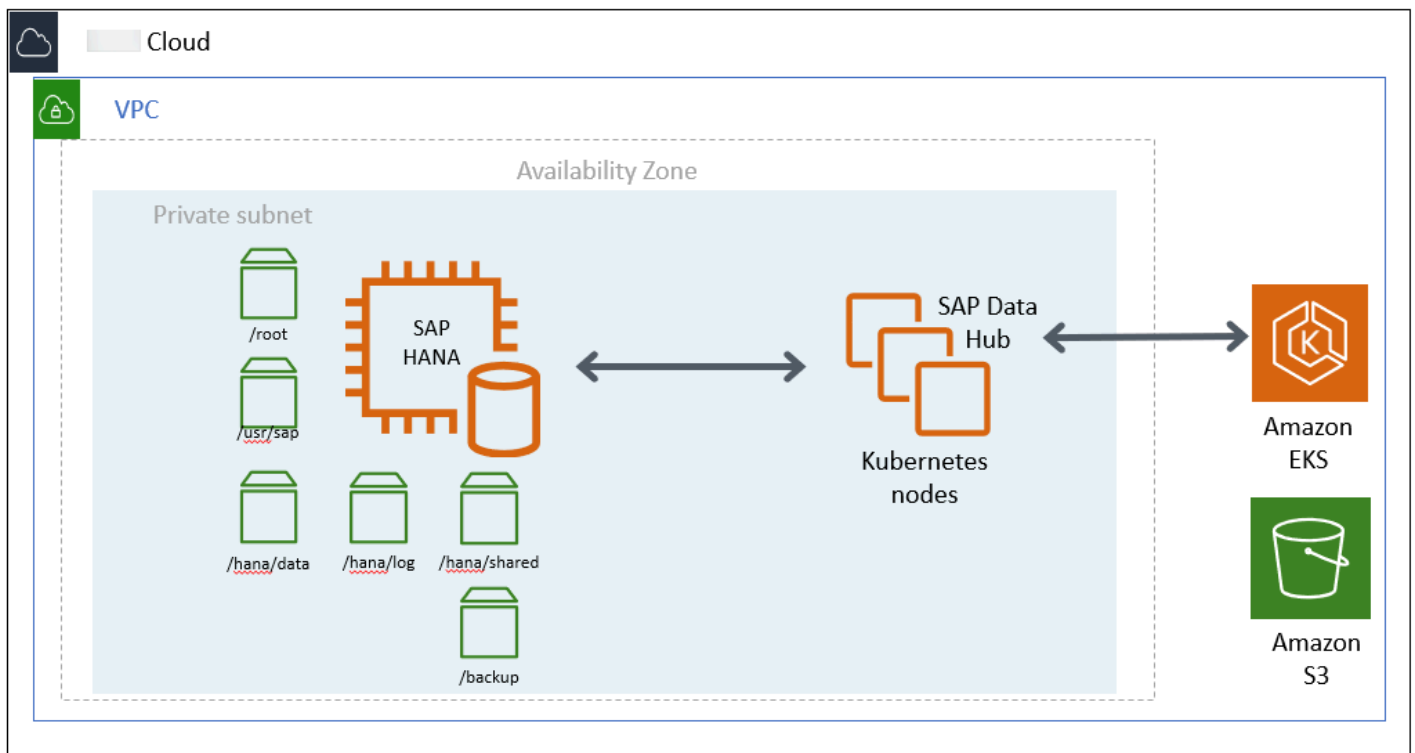 Cloud
VPC
Availability Zone
Private subnet
/root
SAP
HANA
/usr/sap
/hana/data
/hana/log
/hana/shared
/backup
SAP Data
Hub
Kubernetes
nodes
K
Amazon
EKS
Amazon
S3